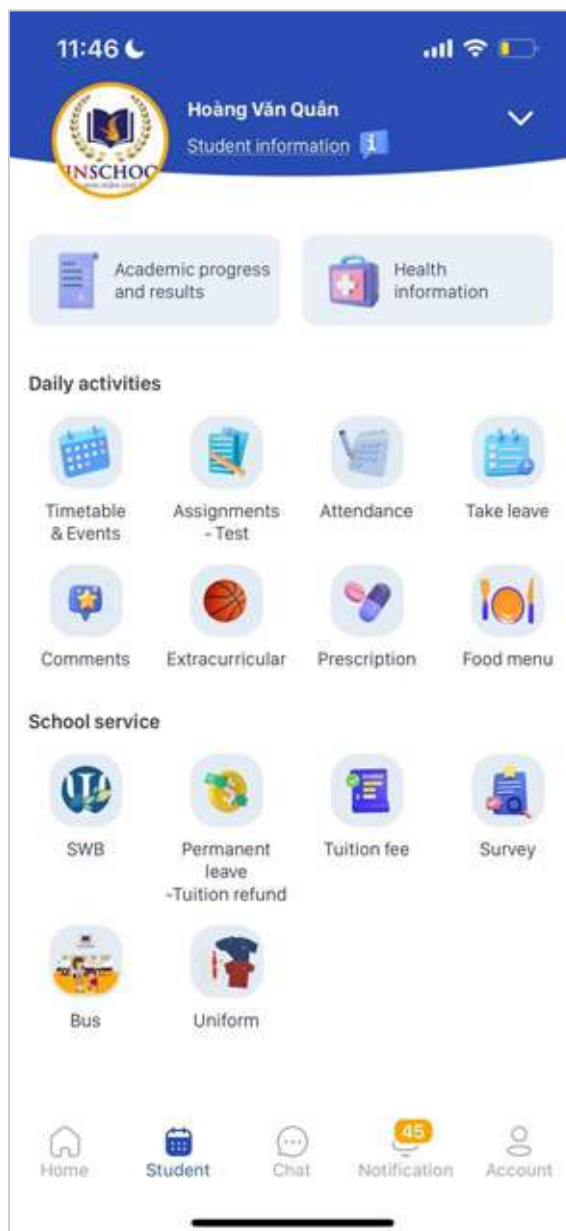 11:46
INSCHOO
Hoàng Văn Quân
Student information
Academic progress
and results
Health
information
Daily activities
Timetable
& Events
Assignments
- Test
Attendance
Take leave
Comments
Extracurricular
Prescription
Food menu
School service
SWB
Permanent
leave
-Tuition refund
Tuition fee
Survey
Bus
Uniform
45
Home
Student
Chat
Notification
Account